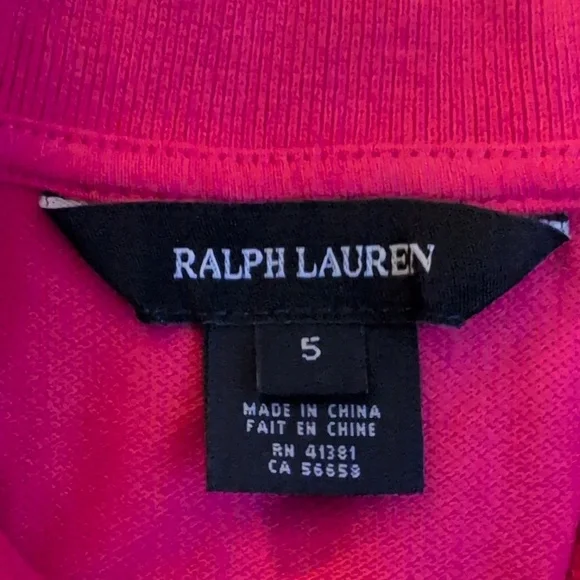 RALPH LAUREN
5
MADE IN CHINA
FAIT EN CHINE
RN 41381
CA 56658